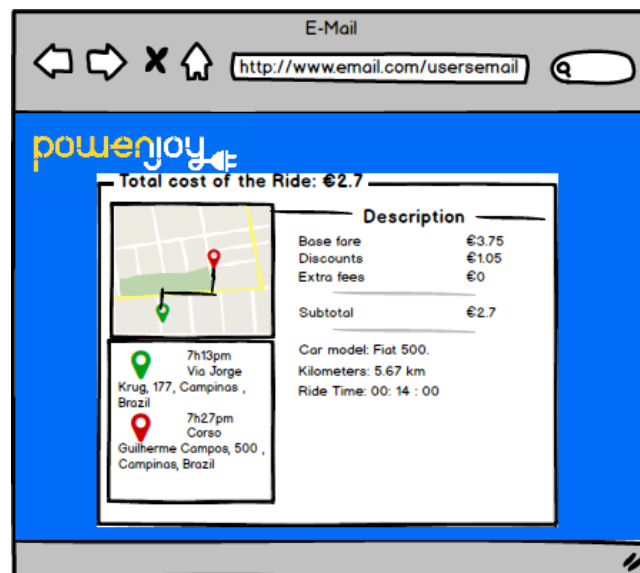 E-Mail
http://www.email.com/usersemail
powenjoy
Total cost of the Ride: €2.7
Description
Base fare €3.75
Discounts €1.05
Extra fees €0
Subtotal €2.7
Car model: Fiat 500.
Kilometers: 5.67 km
Ride Time: 00: 14 : 00
7h13pm
Via Jorge
Krug, 177, Campinas ,
Brazil
7h27pm
Corso
Guilherme Campos, 500 ,
Campinas, Brazil